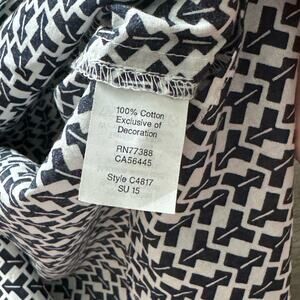 100% Cotton
Exclusive of
Decoration
RN77388
CA56445
Style C4817
SU 15